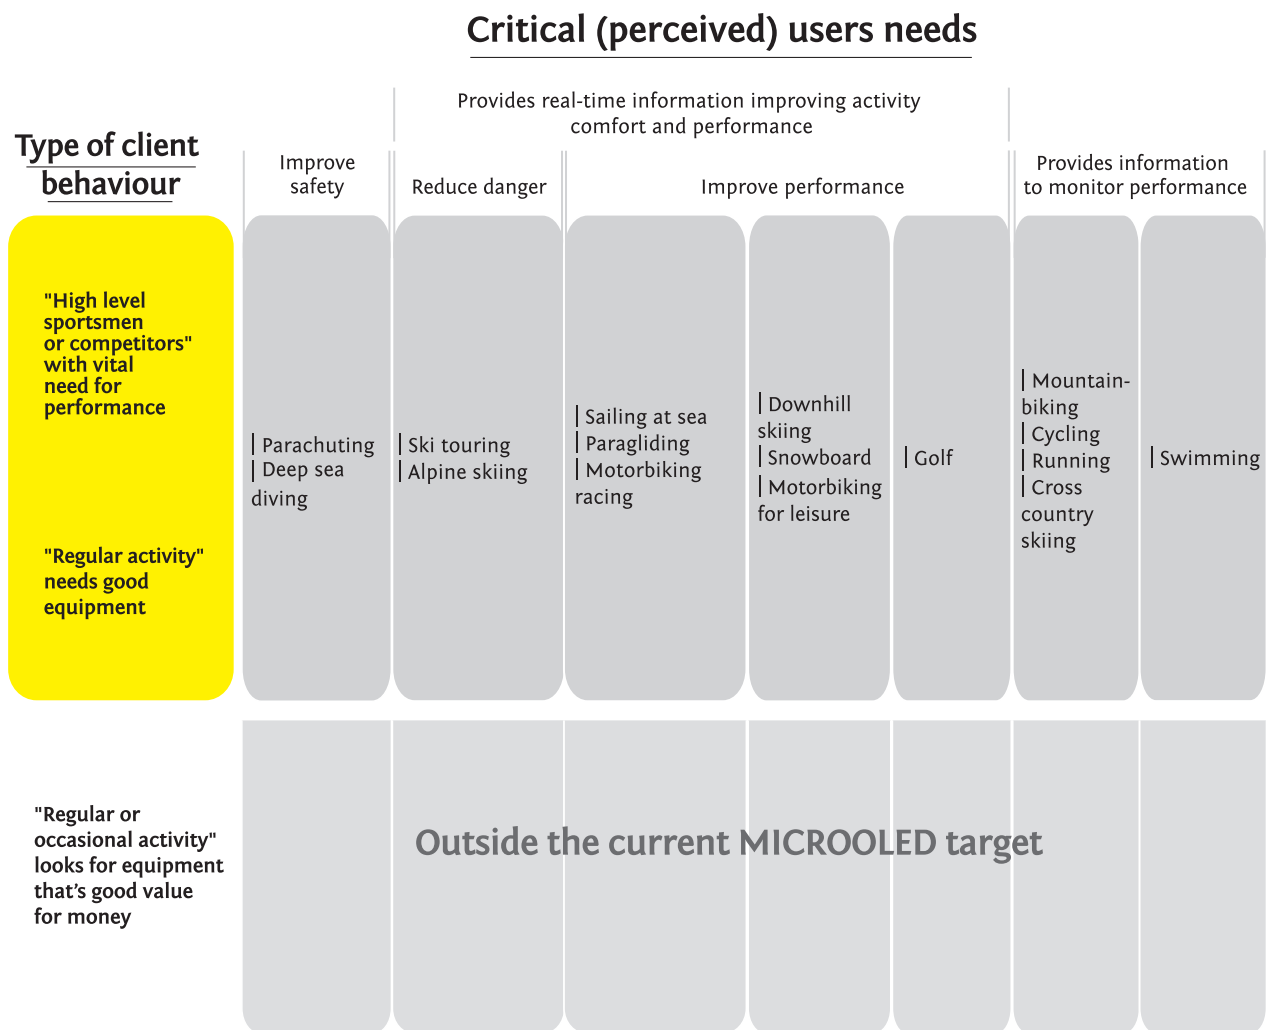 Critical (perceived) users needs
Provides real-time information improving activity
comfort and performance
Type of client
behaviour
Improve
safety
Reduce danger
Improve performance
Provides information
to monitor performance
"High level
sportsmen
or competitors"
with vital
need for
performance
"Regular activity"
needs good
equipment
| Parachuting
| Deep sea
diving
| Ski touring
| Alpine skiing
| Sailing at sea
| Paragliding
| Motorbiking
racing
| Downhill
skiing
| Snowboard
| Motorbiking
for leisure
| Golf
| Mountain-
biking
| Cycling
| Running
| Cross
country
skiing
| Swimming
"Regular or
occasional activity"
looks for equipment
that's good value
for money
Outside the current MICROOLED target